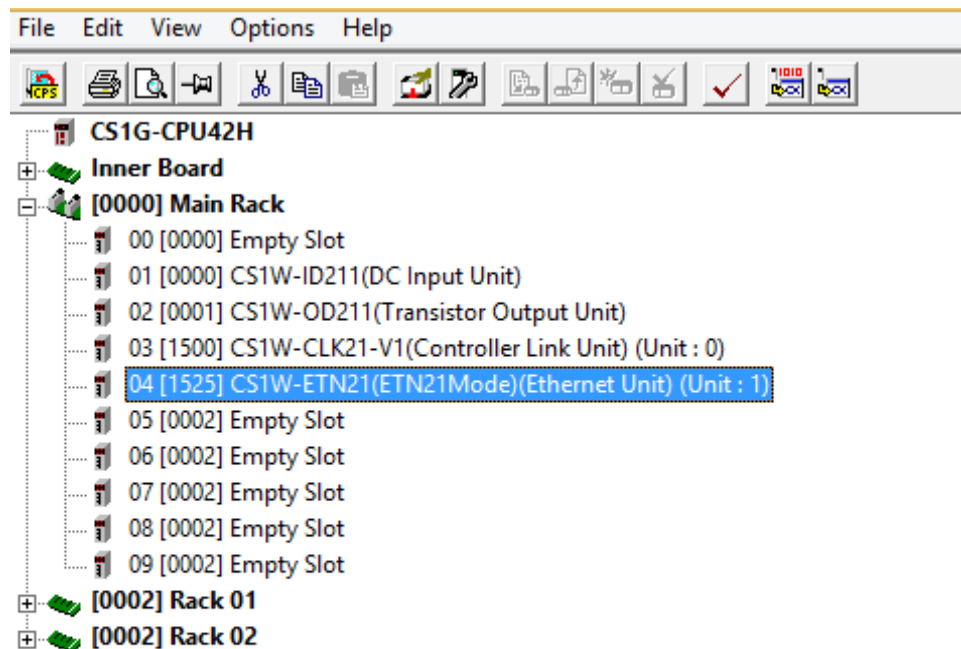 File Edit View Options Help
CPS 1010
CS1G-CPU42H
Inner Board
[0000] Main Rack
00 [0000] Empty Slot
01 [0000] CS1W-ID211(DC Input Unit)
02 [0001] CS1W-OD211(Transistor Output Unit)
03 [1500] CS1W-CLK21-V1(Controller Link Unit) (Unit : 0)
04 [1525] CS1W-ETN21(ETN21Mode)(Ethernet Unit) (Unit : 1)
05 [0002] Empty Slot
06 [0002] Empty Slot
07 [0002] Empty Slot
08 [0002] Empty Slot
09 [0002] Empty Slot
[0002] Rack 01
[0002] Rack 02